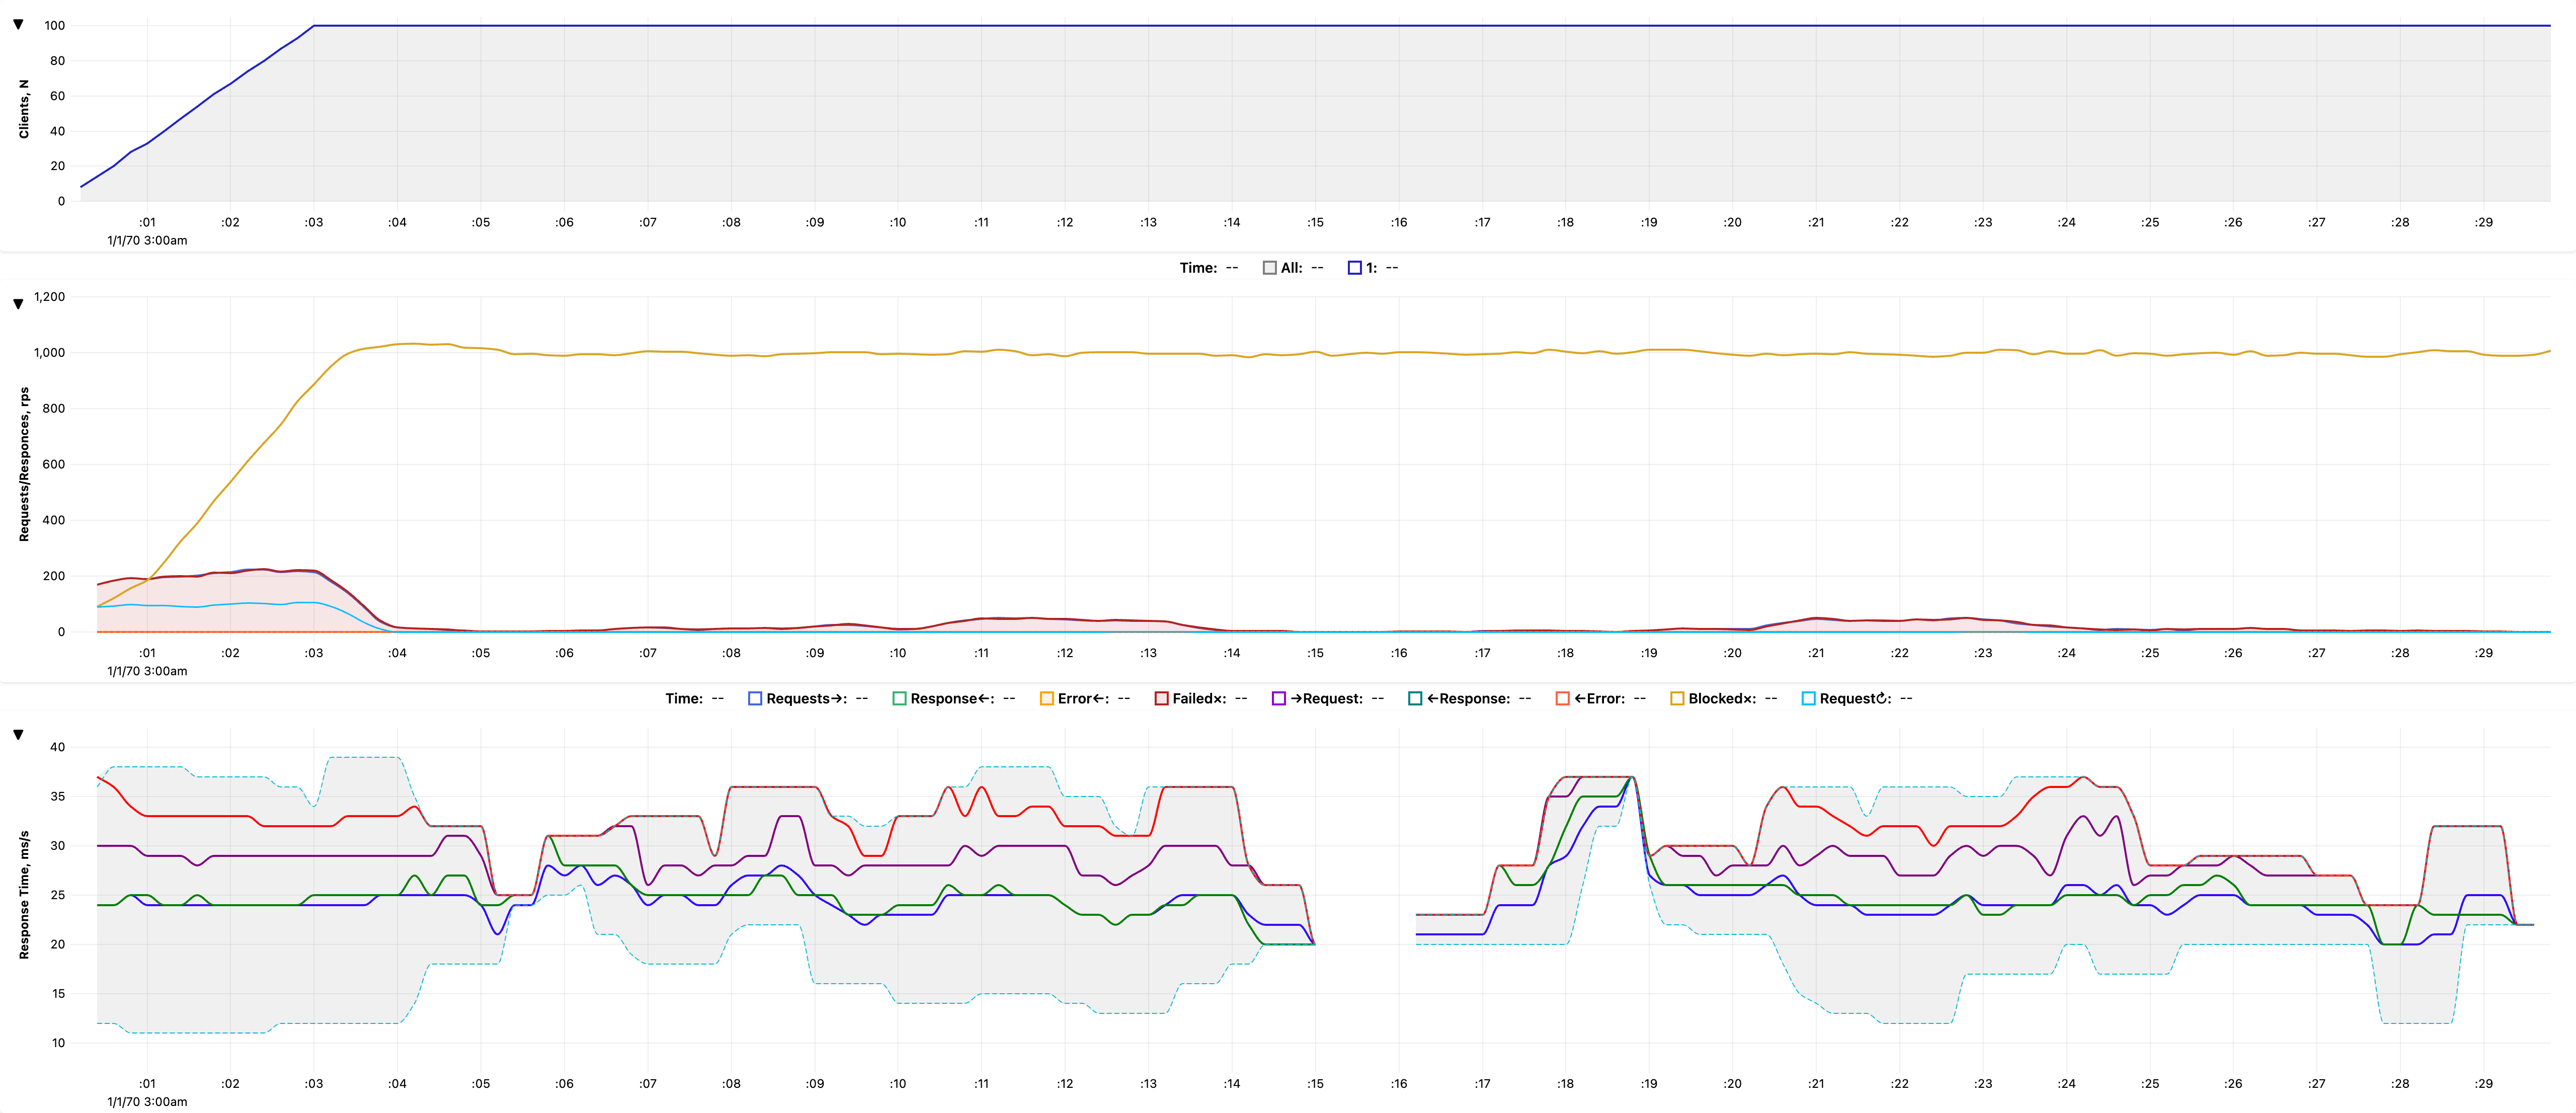 ▼
Clients, N
100
80
60
40
20
0
:01 :02 :03 :04 :05 :06 :07 :08 :09 :10 :11 :12 :13 :14 :15 :16 :17 :18 :19 :20 :21 :22 :23 :24 :25 :26 :27 :28 :29
1/1/70 3:00am
Time: -- All: -- 1: --
▼
Requests/Responces, rps
1,200
1,000
800
600
400
200
0
:01 :02 :03 :04 :05 :06 :07 :08 :09 :10 :11 :12 :13 :14 :15 :16 :17 :18 :19 :20 :21 :22 :23 :24 :25 :26 :27 :28 :29
1/1/70 3:00am
Time: -- Requests→: -- Response←: -- Error←: -- Failed×: -- →Request: -- ←Response: -- ←Error: -- Blocked×: -- Request↻: --
▼
Response Time, ms/s
40
35
30
25
20
15
10
:01 :02 :03 :04 :05 :06 :07 :08 :09 :10 :11 :12 :13 :14 :15 :16 :17 :18 :19 :20 :21 :22 :23 :24 :25 :26 :27 :28 :29
1/1/70 3:00am